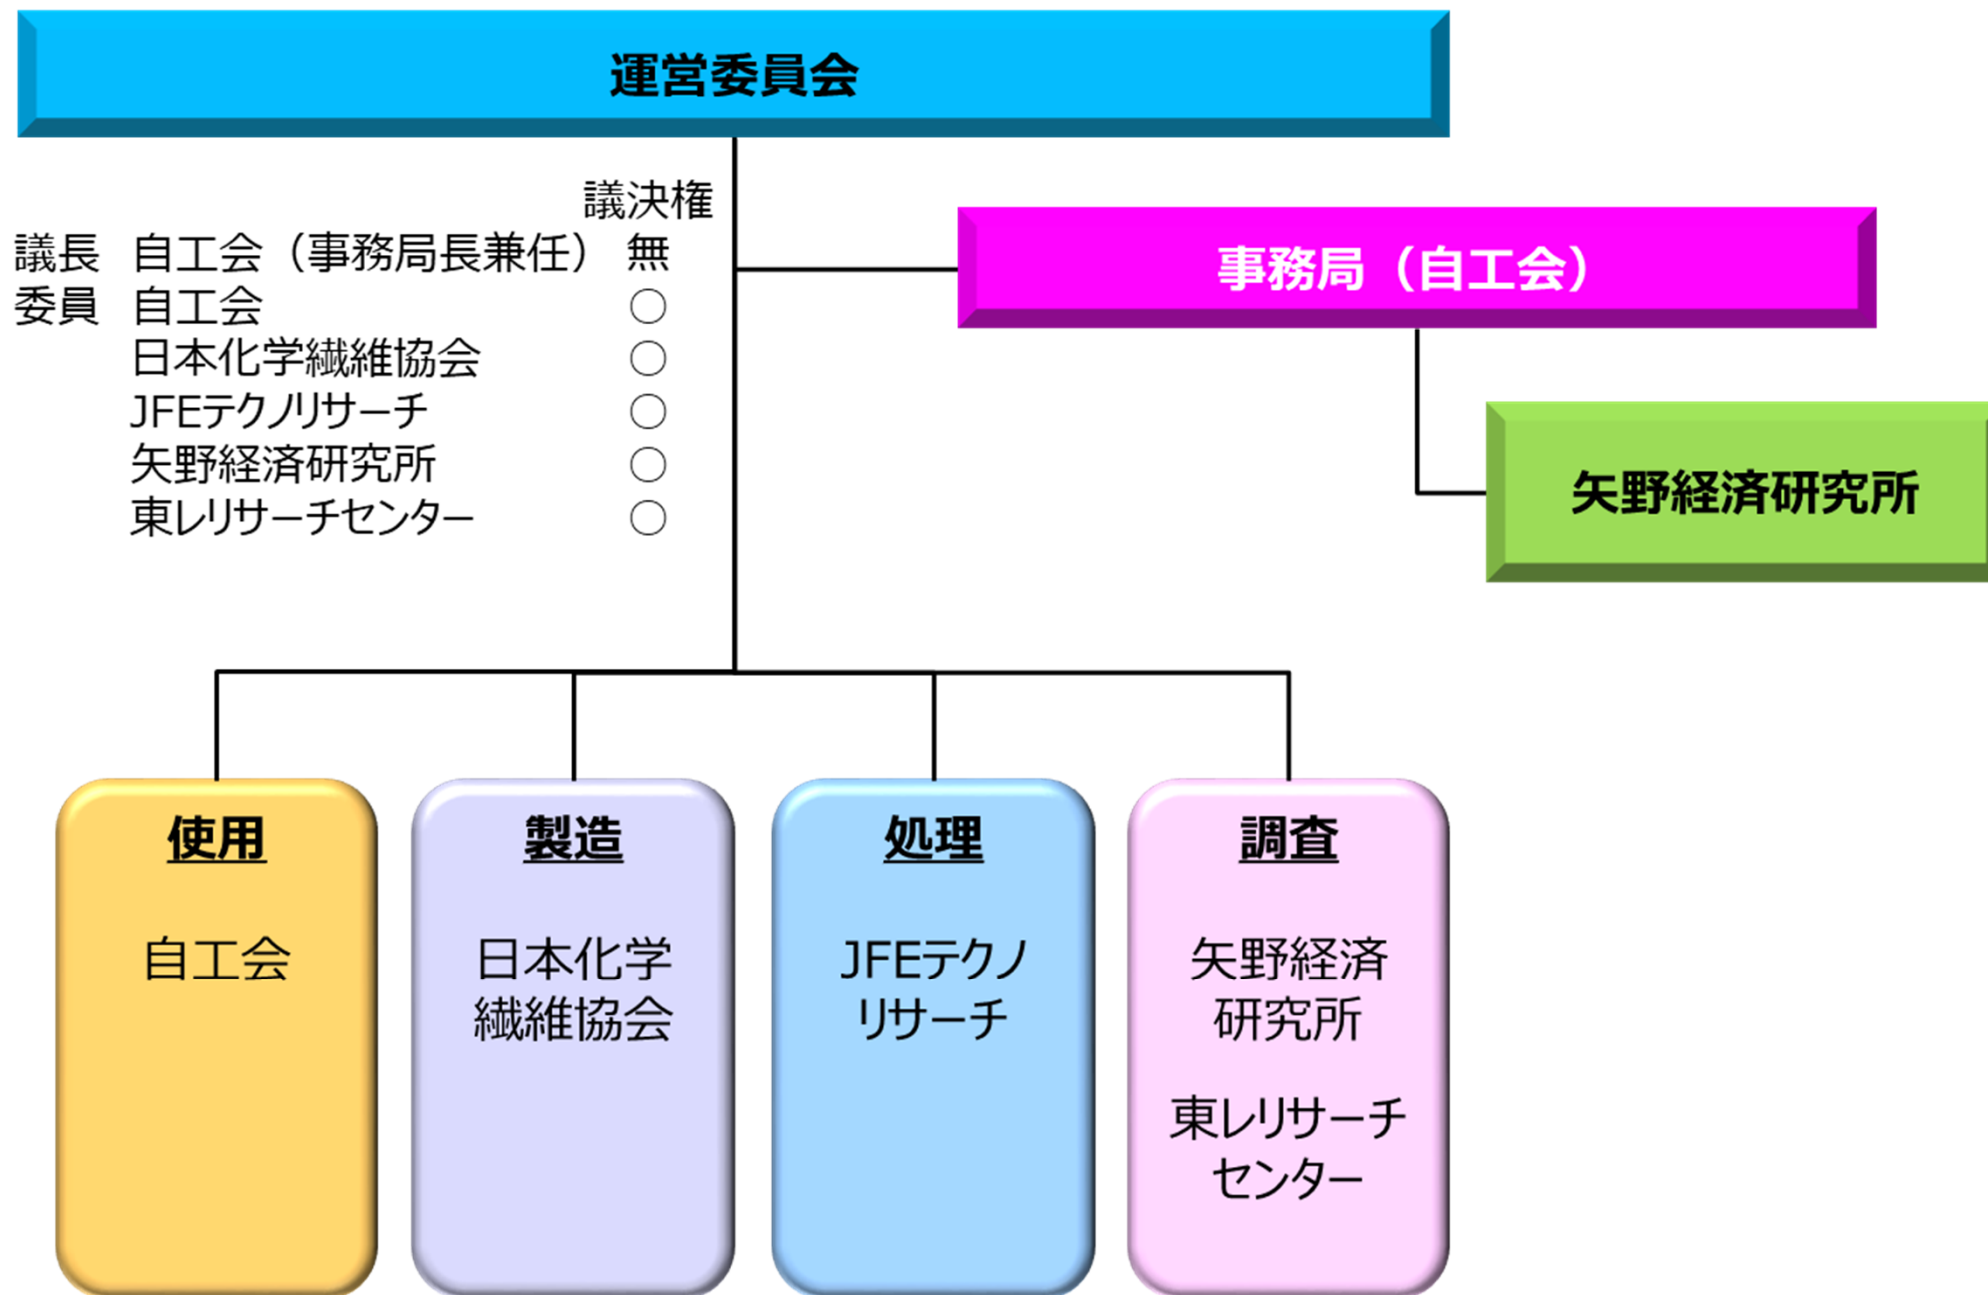 運営委員会
議決権
議長 自工会（事務局長兼任） 無
委員 自工会 ○
日本化学繊維協会 ○
JFEテクノリサーチ ○
矢野経済研究所 ○
東レリサーチセンター ○
事務局（自工会）
矢野経済研究所
使用
自工会
製造
日本化学
繊維協会
処理
JFEテクノ
リサーチ
調査
矢野経済
研究所
東レリサーチ
センター